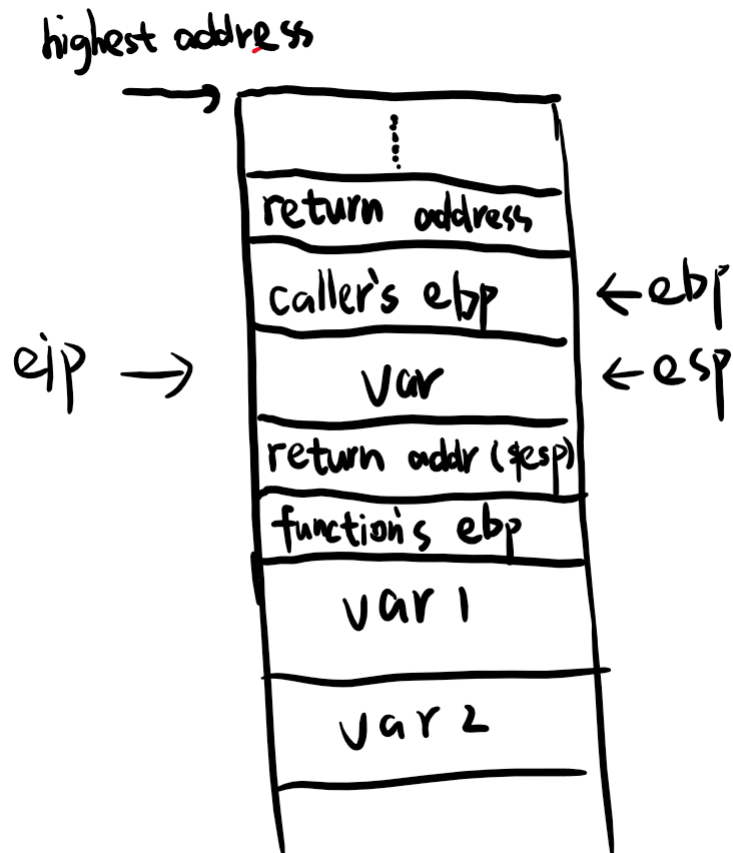 highest address
return address
caller's ebp
← ebp
eip →
var
← esp
return addr ($esp)
function's ebp
var 1
var 2